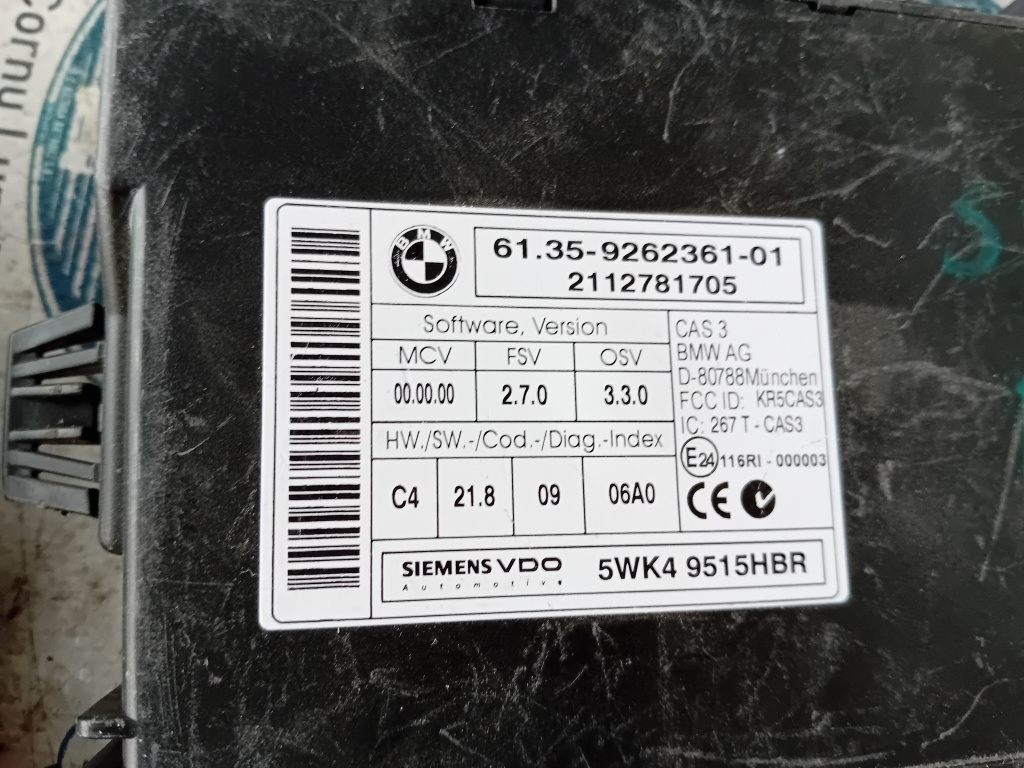 cornu L
BMW
61.35-9262361-01
2112781705
Software, Version
MCV FSV OSV
00.00.00 2.7.0 3.3.0
HW./SW.-/Cod.-/Diag.-Index
C4 21.8 09 06A0
CAS 3
BMW AG
D-80788München
FCC ID: KR5CAS3
IC: 267 T - CAS3
E24 116RI - 000003
CE
SIEMENS VDO
Automotive
5WK4 9515HBR